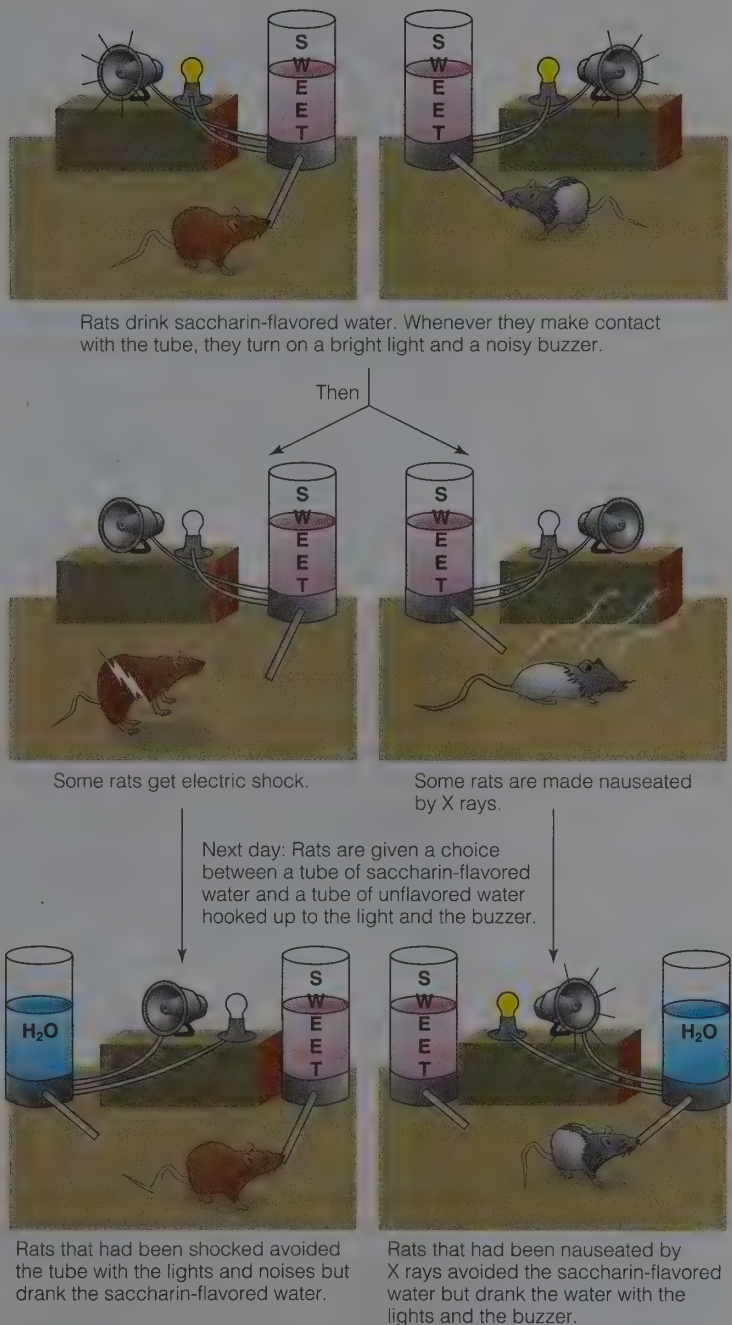 S
W
E
E
T
S
W
E
E
T
Rats drink saccharin-flavored water. Whenever they make contact
with the tube, they turn on a bright light and a noisy buzzer.
Then
S
W
E
E
T
S
W
E
E
T
Some rats get electric shock.
Some rats are made nauseated
by X rays.
Next day: Rats are given a choice
between a tube of saccharin-flavored
water and a tube of unflavored water
hooked up to the light and the buzzer.
H₂O
S
W
E
E
T
S
W
E
E
T
H₂O
Rats that had been shocked avoided
the tube with the lights and noises but
drank the saccharin-flavored water.
Rats that had been nauseated by
X rays avoided the saccharin-flavored
water but drank the water with the
lights and the buzzer.